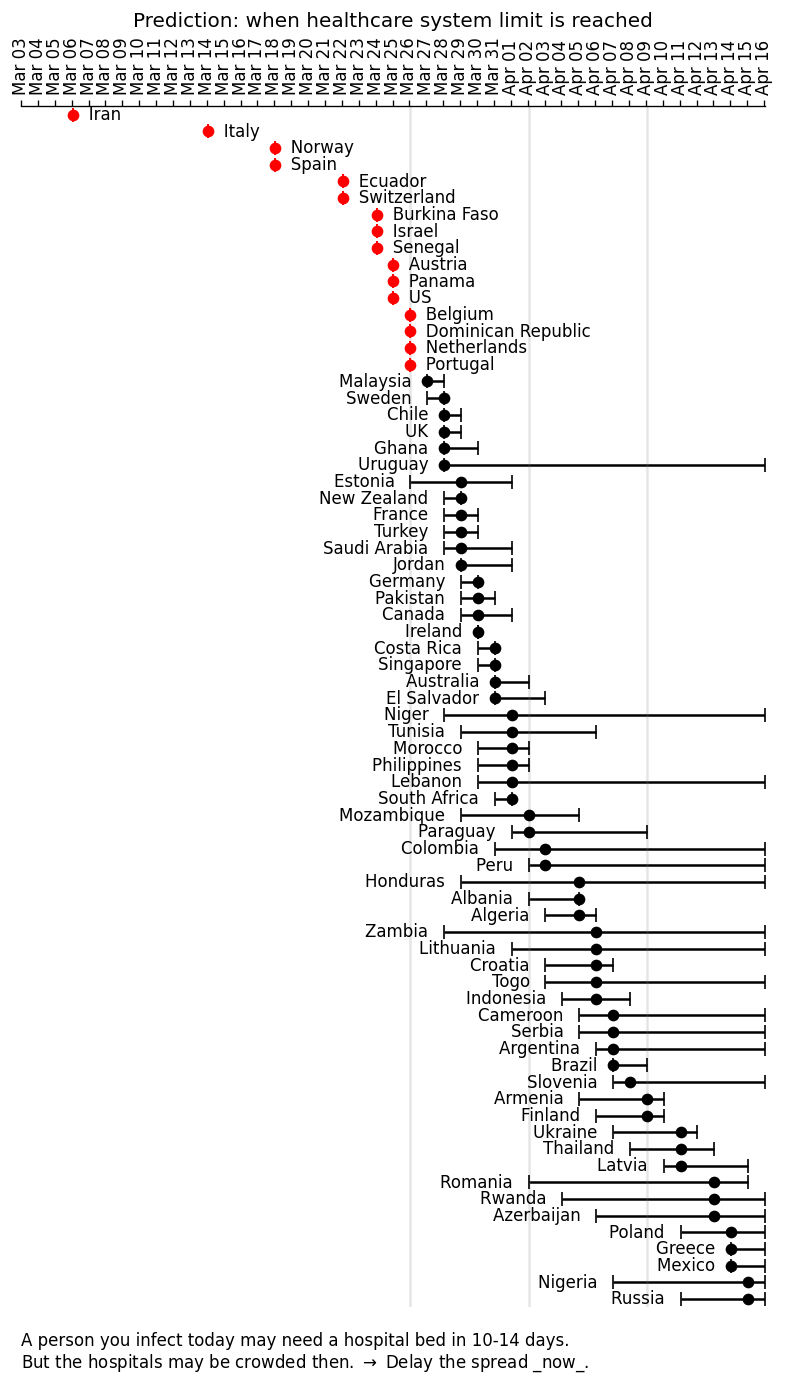 Prediction: when healthcare system limit is reached
Mar 03
Mar 04
Mar 06
Mar 07
Mar 08
Mar 09
Mar 10
Mar 11
Mar 12
Mar 13
Mar 14
Mar 15
Mar 16
Mar 17
Mar 18
Mar 19
Mar 20
Mar 21
Mar 22
Mar 23
Mar 24
Mar 25
Mar 26
Mar 27
Mar 28
Mar 29
Mar 30
Mar 31
Apr 01
Apr 02
Apr 03
Apr 04
Apr 05
Apr 06
Apr 07
Apr 08
Apr 09
Apr 10
Apr 11
Apr 12
Apr 13
Apr 14
Apr 15
Apr 16
Iran
Italy
Norway
Spain
Ecuador
Switzerland
Burkina Faso
Israel
Senegal
Austria
Panama
US
Belgium
Dominican Republic
Netherlands
Portugal
Malaysia
Sweden
Chile
UK
Ghana
Uruguay
Estonia
New Zealand
France
Turkey
Saudi Arabia
Jordan
Germany
Pakistan
Canada
Ireland
Costa Rica
Singapore
Australia
El Salvador
Niger
Tunisia
Morocco
Philippines
Lebanon
South Africa
Mozambique
Paraguay
Colombia
Peru
Honduras
Albania
Algeria
Zambia
Lithuania
Croatia
Togo
Indonesia
Cameroon
Serbia
Argentina
Brazil
Slovenia
Armenia
Finland
Ukraine
Thailand
Latvia
Romania
Rwanda
Azerbaijan
Poland
Greece
Mexico
Nigeria
Russia
A person you infect today may need a hospital bed in 10-14 days.
But the hospitals may be crowded then. → Delay the spread _now_.